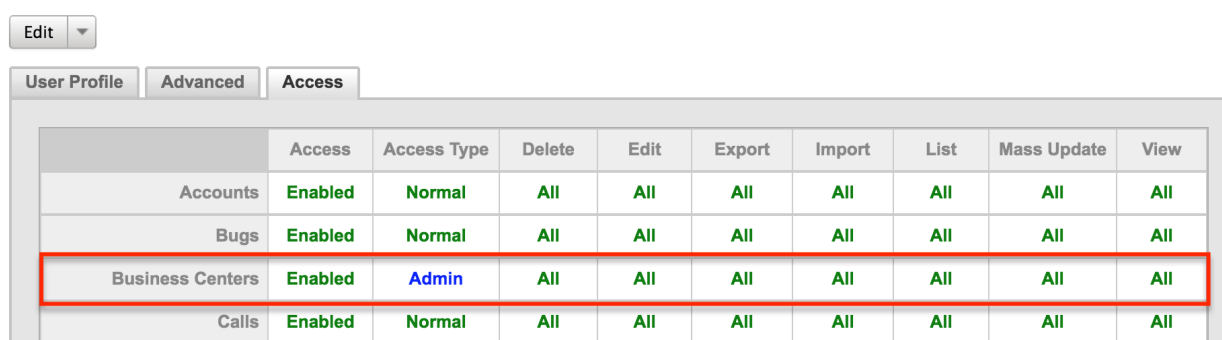 Edit
User Profile Advanced Access
Access Access Type Delete Edit Export Import List Mass Update View
Accounts Enabled Normal All All All All All All All
Bugs Enabled Normal All All All All All All All
Business Centers Enabled Admin All All All All All All All
Calls Enabled Normal All All All All All All All